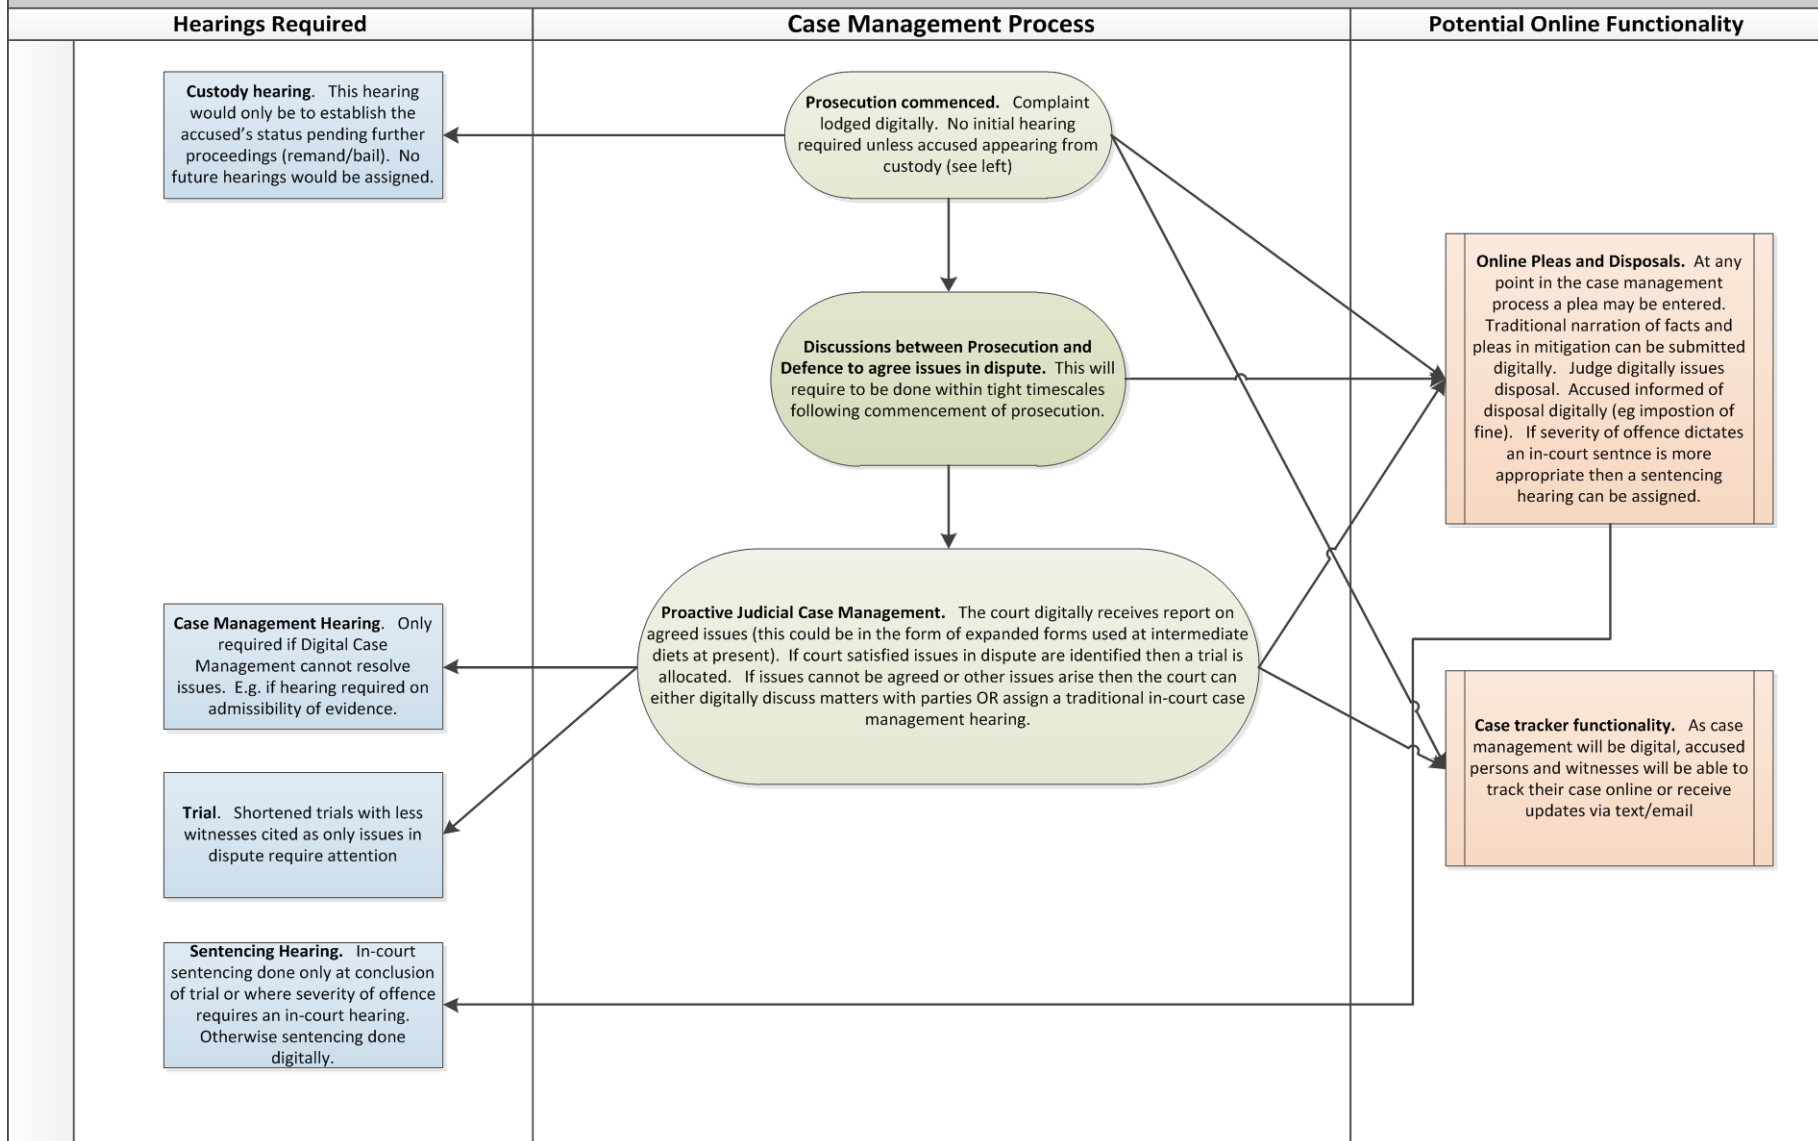 Hearings Required
Case Management Process
Potential Online Functionality
Custody hearing. This hearing
would only be to establish the
accused's status pending further
proceedings (remand/bail). No
future hearings would be assigned.
Prosecution commenced. Complaint
lodged digitally. No initial hearing
required unless accused appearing from
custody (see left)
Online Pleas and Disposals. At any
point in the case management
process a plea may be entered.
Traditional narration of facts and
pleas in mitigation can be submitted
digitally. Judge digitally issues
disposal. Accused informed of
disposal digitally (eg impostion of
fine). If severity of offence dictates
an in-court sentnce is more
appropriate then a sentencing
hearing can be assigned.
Discussions between Prosecution and
Defence to agree issues in dispute. This will
require to be done within tight timescales
following commencement of prosecution.
Case Management Hearing. Only
required if Digital Case
Management cannot resolve
issues. E.g. if hearing required on
admissibility of evidence.
Proactive Judicial Case Management. The court digitally receives report on
agreed issues (this could be in the form of expanded forms used at intermediate
diets at present). If court satisfied issues in dispute are identified then a trial is
allocated. If issues cannot be agreed or other issues arise then the court can
either digitally discuss matters with parties OR assign a traditional in-court case
management hearing.
Case tracker functionality. As case
management will be digital, accused
persons and witnesses will be able to
track their case online or receive
updates via text/email
Trial. Shortened trials with less
witnesses cited as only issues in
dispute require attention
Sentencing Hearing. In-court
sentencing done only at conclusion
of trial or where severity of offence
requires an in-court hearing.
Otherwise sentencing done
digitally.